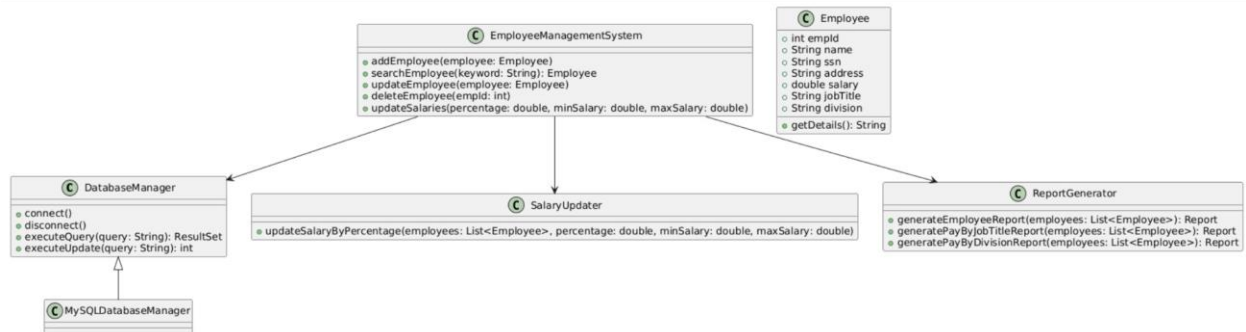 C EmployeeManagementSystem
addEmployee(employee: Employee)
searchEmployee(keyword: String): Employee
updateEmployee(employee: Employee)
deleteEmployee(empId: int)
updateSalaries(percentage: double, minSalary: double, maxSalary: double)
C Employee
int empId
String name
String ssn
String address
double salary
String jobTitle
String division
getDetails(): String
C DatabaseManager
connect()
disconnect()
executeQuery(query: String): ResultSet
executeUpdate(query: String): int
C SalaryUpdater
updateSalaryByPercentage(employees: List<Employee>, percentage: double, minSalary: double, maxSalary: double)
C ReportGenerator
generateEmployeeReport(employees: List<Employee>): Report
generatePayByJobTitleReport(employees: List<Employee>): Report
generatePayByDivisionReport(employees: List<Employee>): Report
C MySQLDatabaseManager